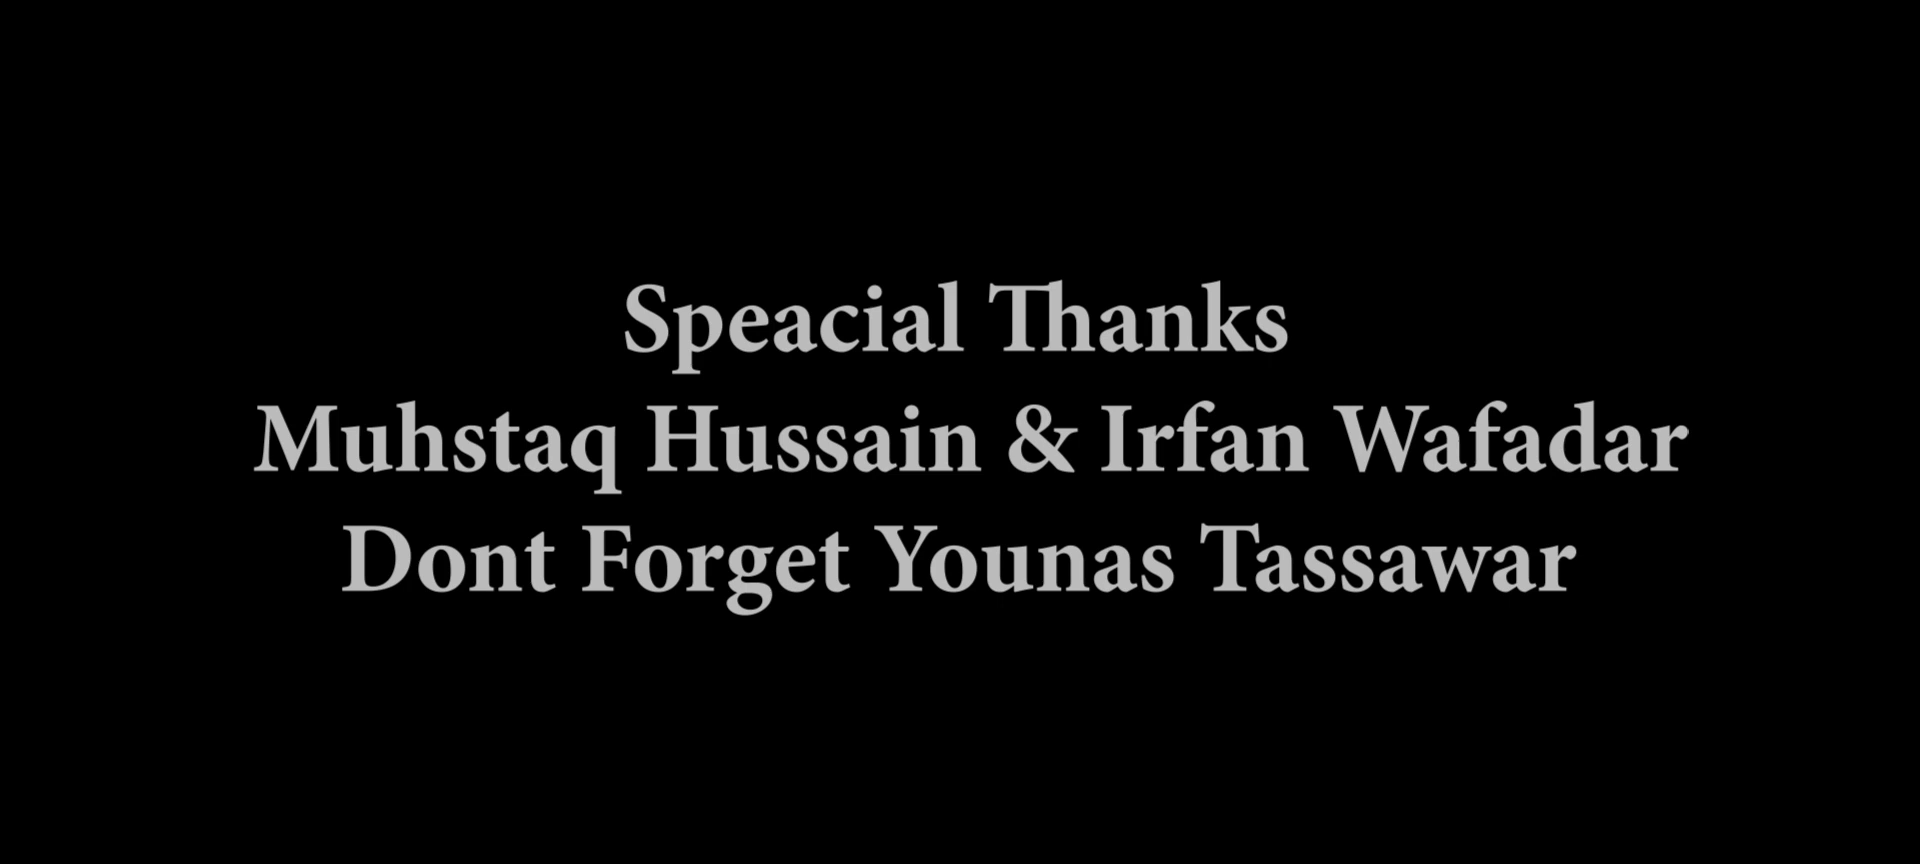 Speacial Thanks
Muhstaq Hussain & Irfan Wafadar
Dont Forget Younas Tassawar